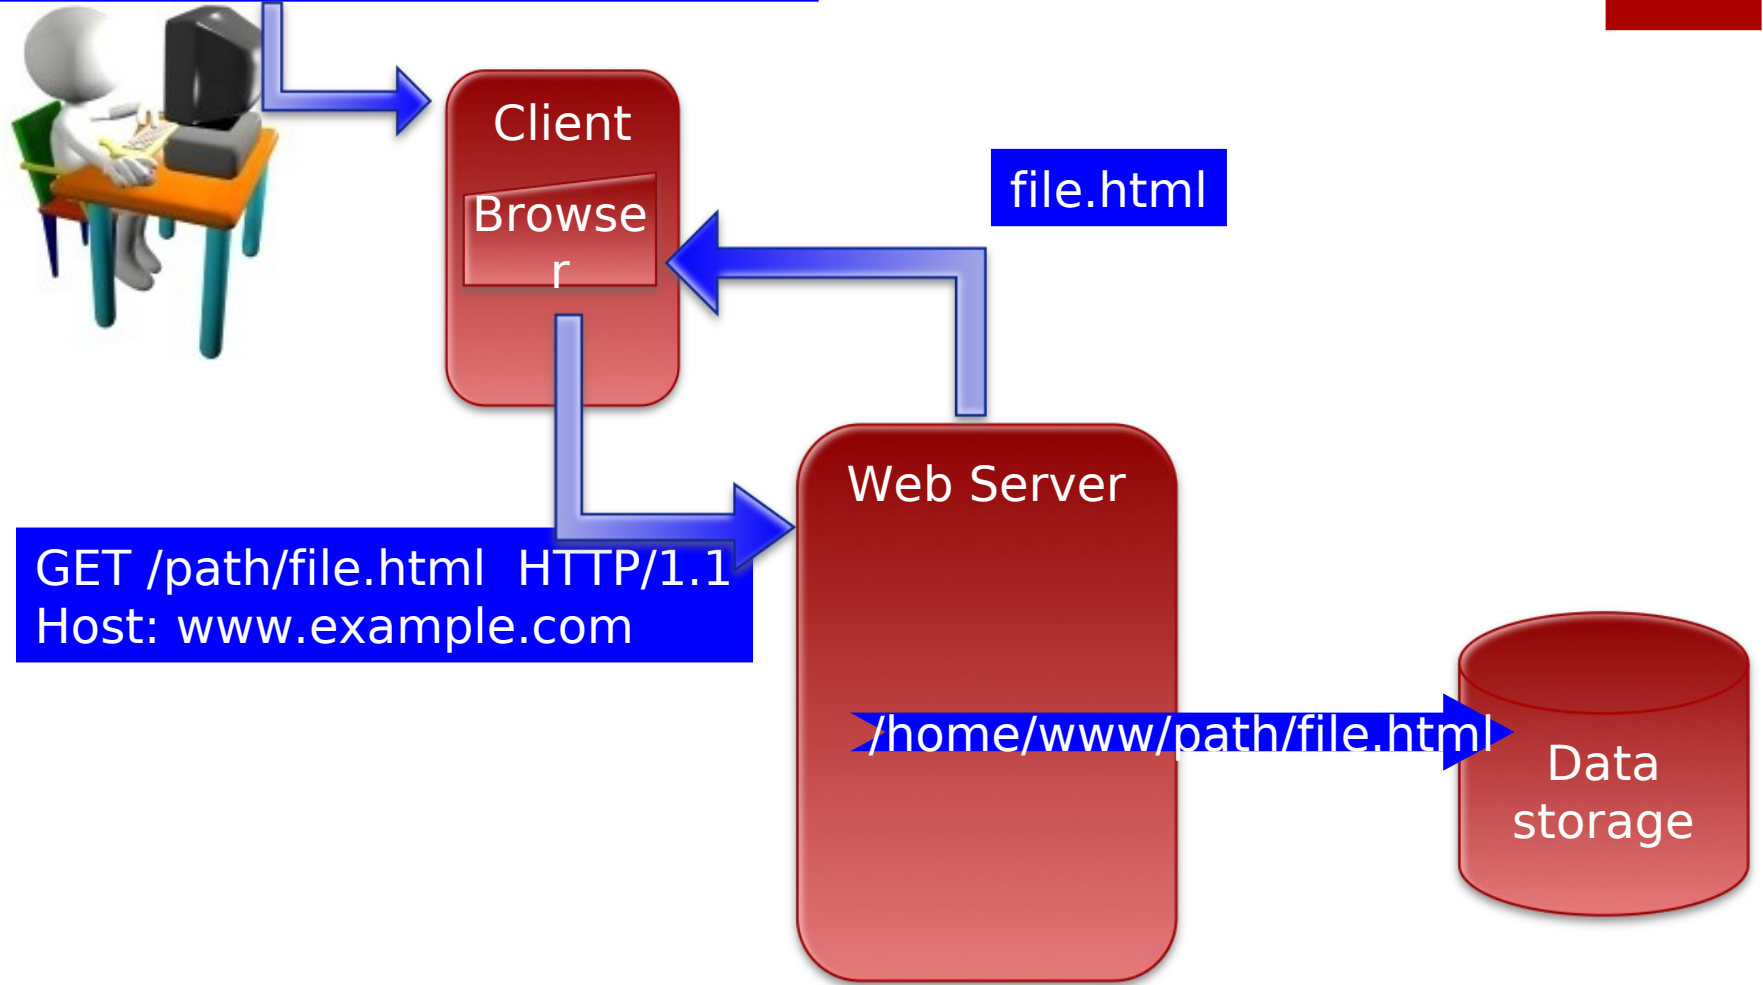 Client
Browse
r
file.html
Web Server
GET /path/file.html  HTTP/1.1
Host: www.example.com
/home/www/path/file.html
Data
storage